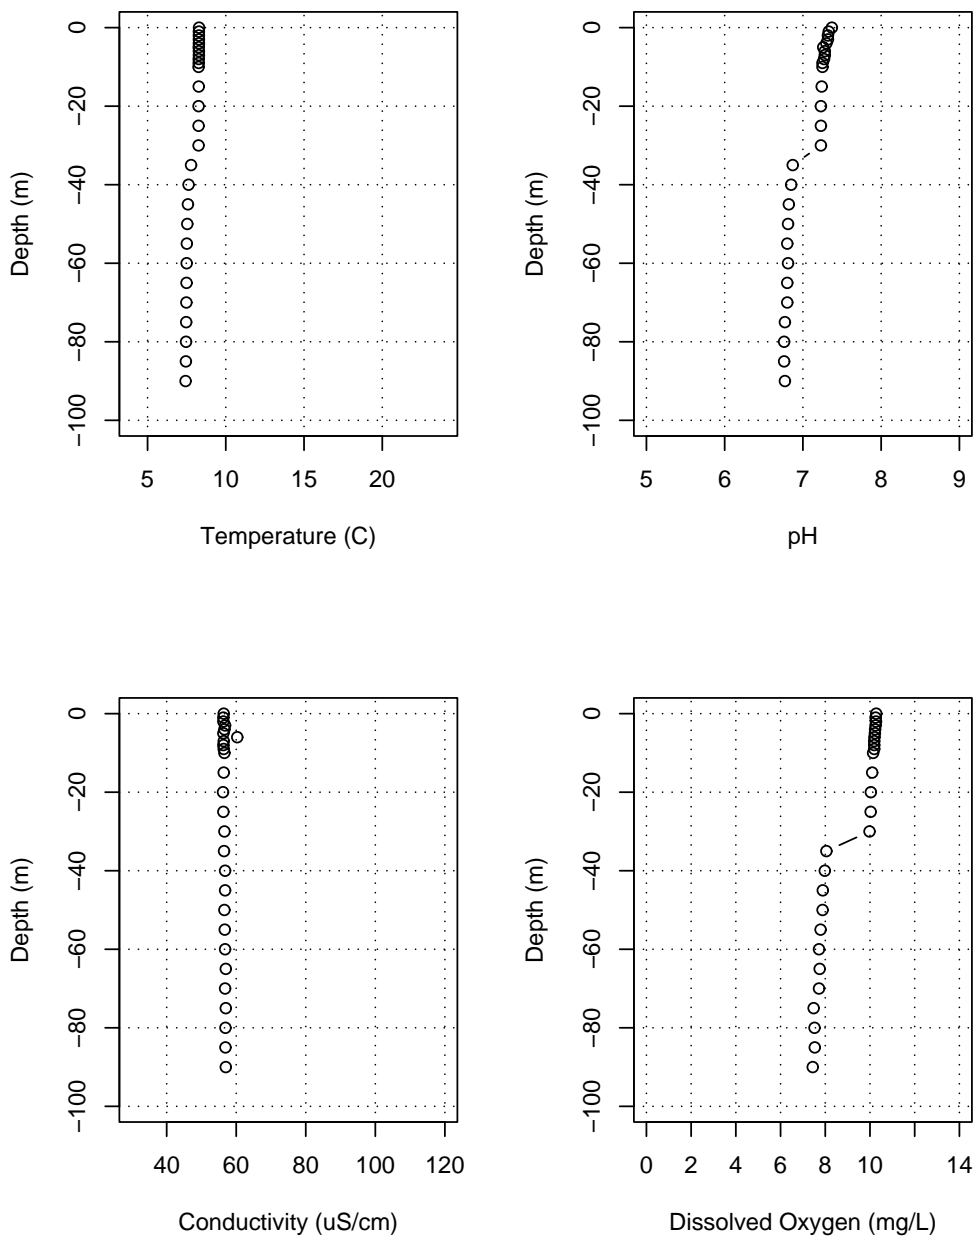 0
−20
−40
−60
−80
−100
Depth (m)
5 10 15 20
Temperature (C)
0
−20
−40
−60
−80
−100
Depth (m)
5 6 7 8 9
pH
0
−20
−40
−60
−80
−100
Depth (m)
40 60 80 100 120
Conductivity (uS/cm)
0
−20
−40
−60
−80
−100
Depth (m)
0 2 4 6 8 10 14
Dissolved Oxygen (mg/L)